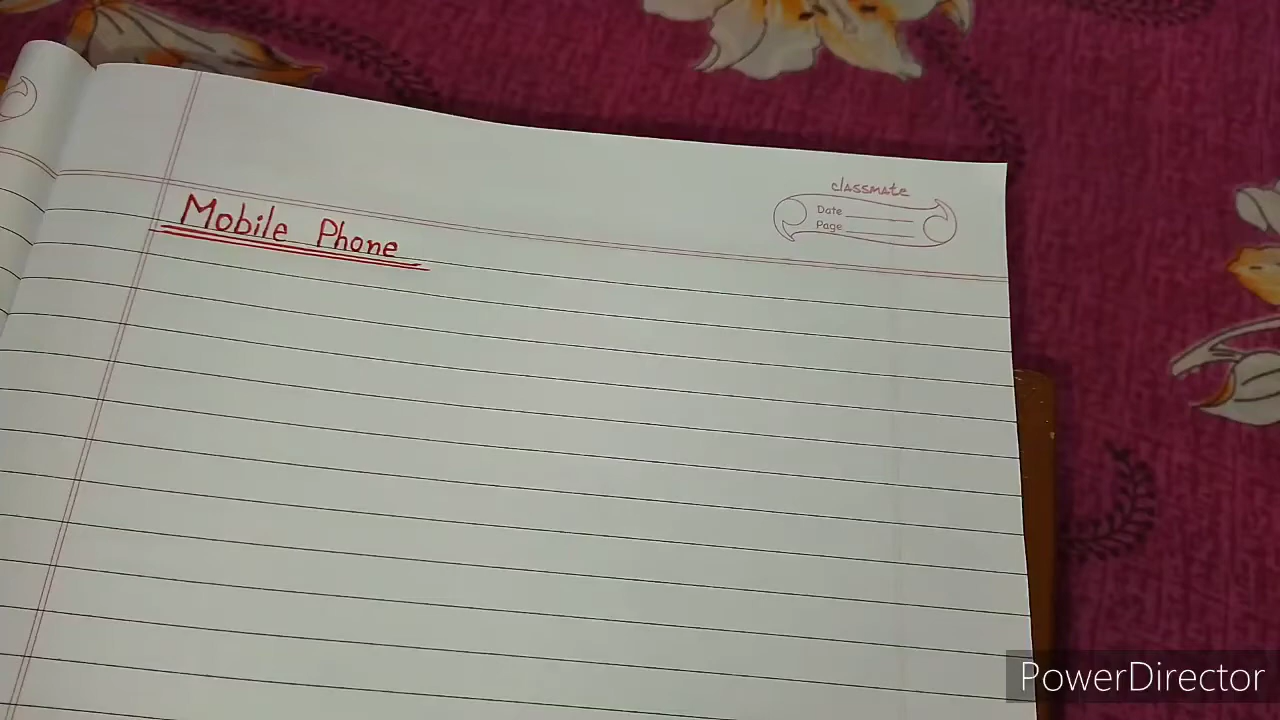 classmate
Date
Page
Mobile Phone
PowerDirector